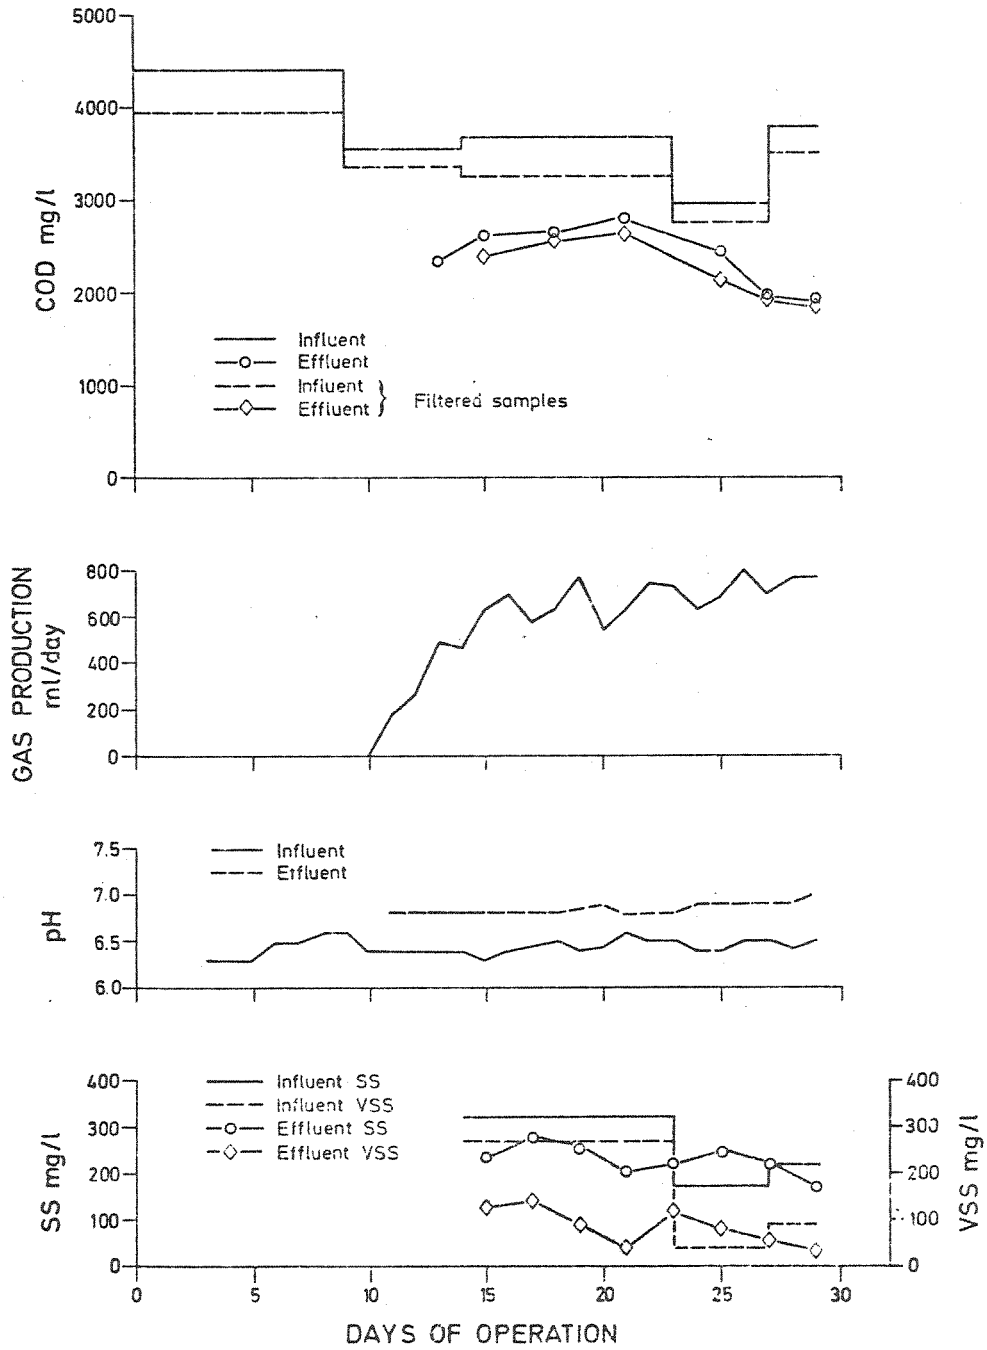 5000
4000
3000
2000
1000
0
COD mg/l
Influent
Effluent
Influent
Effluent } Filtered samples
800
600
400
200
0
GAS PRODUCTION
ml/day
7.5
7.0
6.5
6.0
pH
Influent
Effluent
400
300
200
100
0
SS mg/l
Influent SS
Influent VSS
Effluent SS
Effluent VSS
400
300
200
100
0
VSS mg/l
0 5 10 15 20 25 30
DAYS OF OPERATION